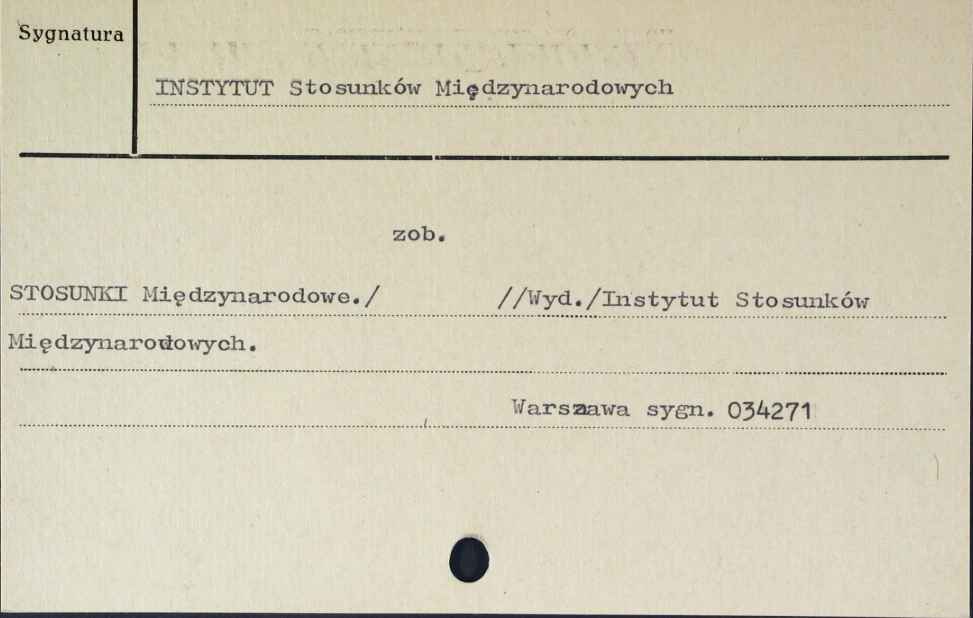 Sygnatura
INSTYTUT Stosunków Międzynarodowych
zob.
STOSUNKI Międzynarodowe./ //Wyd./Instytut Stosunków
Międzynarodowych.
Warszawa sygn. 034271